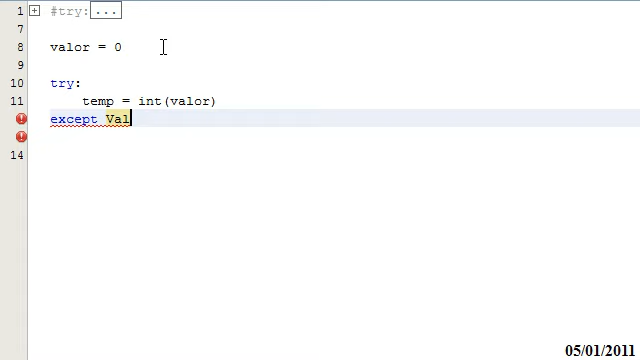 1 #try: ...
7
8 valor = 0
9
10 try:
11 temp = int(valor)
except Val
14
05/01/2011